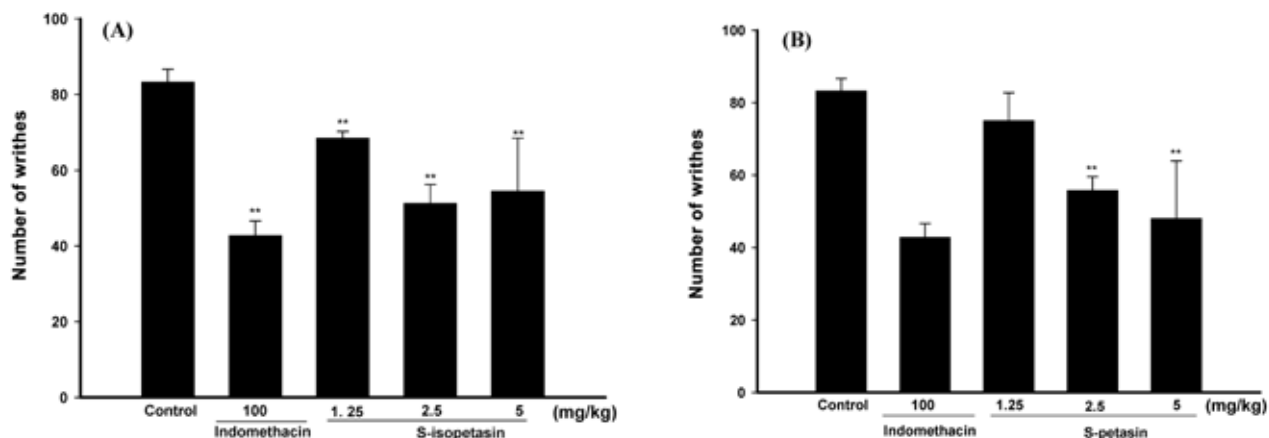 (A)
Number of writhes
100
80
60
40
20
0
**
**
**
**
Control 100 1. 25 2.5 5 (mg/kg)
Indomethacin S-isopetasin
(B)
Number of writhes
100
80
60
40
20
0
**
**
Control 100 1.25 2.5 5 (mg/kg)
Indomethacin S-petasin